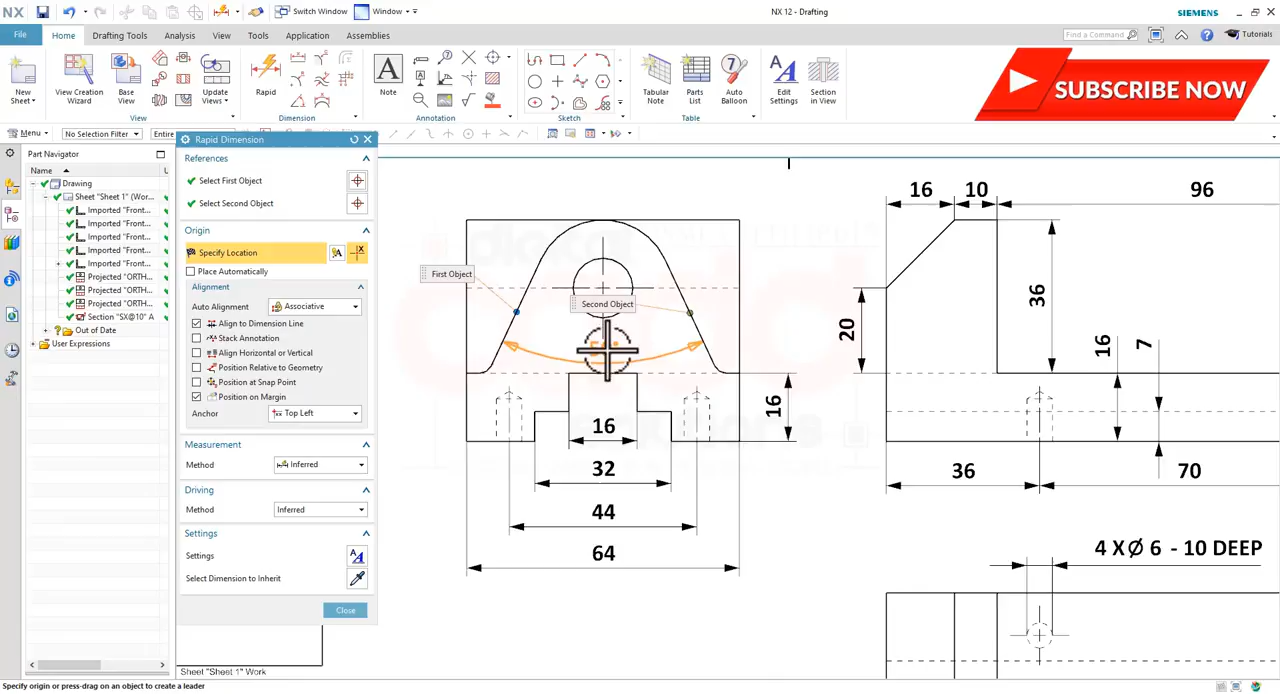 NX
Switch Window
Window
NX 12 - Drafting
SIEMENS
File
Home
Drafting Tools
Analysis
View
Tools
Application
Assemblies
Find a Command
Tutorials
New
Sheet
View Creation
Wizard
Base
View
Update
Views
Rapid
Note
Tabular
Note
Parts
List
Auto
Balloon
Edit
Settings
Section
in View
View
Dimension
Annotation
Sketch
Table
SUBSCRIBE NOW
Menu
No Selection Filter
Entire
Part Navigator
Name
Drawing
Sheet "Sheet 1" (Wor...
Imported "Front...
Imported "Front...
Imported "Front...
Imported "Front...
Imported "Front...
Projected "ORTH...
Projected "ORTH...
Projected "ORTH...
Section "SX@10" A
Out of Date
User Expressions
Rapid Dimension
References
Select First Object
Select Second Object
Origin
Specify Location
Place Automatically
Alignment
Auto Alignment
Associative
Align to Dimension Line
Stack Annotation
Align Horizontal or Vertical
Position Relative to Geometry
Position at Snap Point
Position on Margin
Anchor
Top Left
Measurement
Method
Inferred
Driving
Method
Inferred
Settings
Settings
Select Dimension to Inherit
Close
First Object
Second Object
16
32
44
64
16
16
10
96
20
36
16
7
36
70
4 X Ø 6 - 10 DEEP
Sheet "Sheet 1" Work
Specify origin or press-drag on an object to create a leader